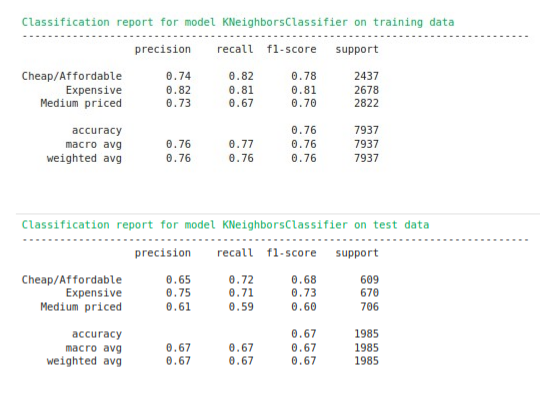 Classification report for model KNeighborsClassifier on training data
--------------------------------------------------------------------------------
precision recall f1-score support
Cheap/Affordable 0.74 0.82 0.78 2437
Expensive 0.82 0.81 0.81 2678
Medium priced 0.73 0.67 0.70 2822
accuracy 0.76 7937
macro avg 0.76 0.77 0.76 7937
weighted avg 0.76 0.76 0.76 7937
Classification report for model KNeighborsClassifier on test data
--------------------------------------------------------------------------------
precision recall f1-score support
Cheap/Affordable 0.65 0.72 0.68 609
Expensive 0.75 0.71 0.73 670
Medium priced 0.61 0.59 0.60 706
accuracy 0.67 1985
macro avg 0.67 0.67 0.67 1985
weighted avg 0.67 0.67 0.67 1985